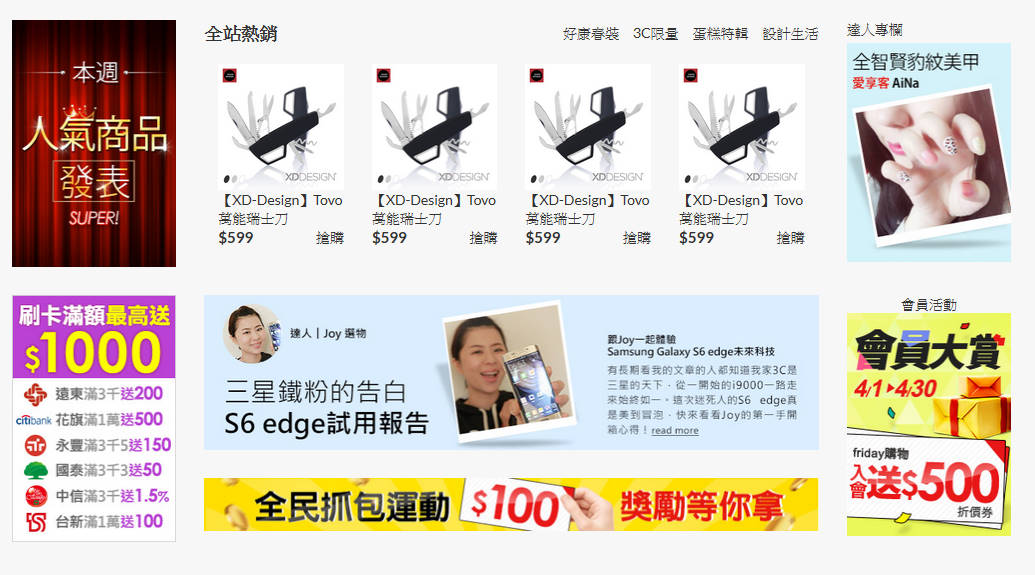 本週
人氣商品
發表
SUPER!
全站熱銷
好康春裝 3C限量 蛋糕特輯 設計生活
XDDESIGN
【XD-Design】Tovo
萬能瑞士刀
$599 搶購
XDDESIGN
【XD-Design】Tovo
萬能瑞士刀
$599 搶購
XDDESIGN
【XD-Design】Tovo
萬能瑞士刀
$599 搶購
XDDESIGN
【XD-Design】Tovo
萬能瑞士刀
$599 搶購
達人專欄
全智賢豹紋美甲
愛享客 AiNa
刷卡滿額最高送
$1000
遠東滿3千送200
citibank 花旗滿1萬送500
永豐滿3千5送150
國泰滿3千3送50
中信滿3千送1.5%
台新滿1萬送100
達人 | Joy 選物
三星鐵粉的告白
S6 edge試用報告
跟Joy一起體驗
Samsung Galaxy S6 edge未來科技
有長期看我的文章的人都知道我家3C是
三星的天下，從一開始的i9000一路走
來始終如一。這次迷死人的S6 edge真
是美到冒泡，快來看看Joy的第一手開
箱心得！read more
全民抓包運動 $100 獎勵等你拿
會員活動
會員大賞
4/1 4/30
friday購物
入會送$500
折價券